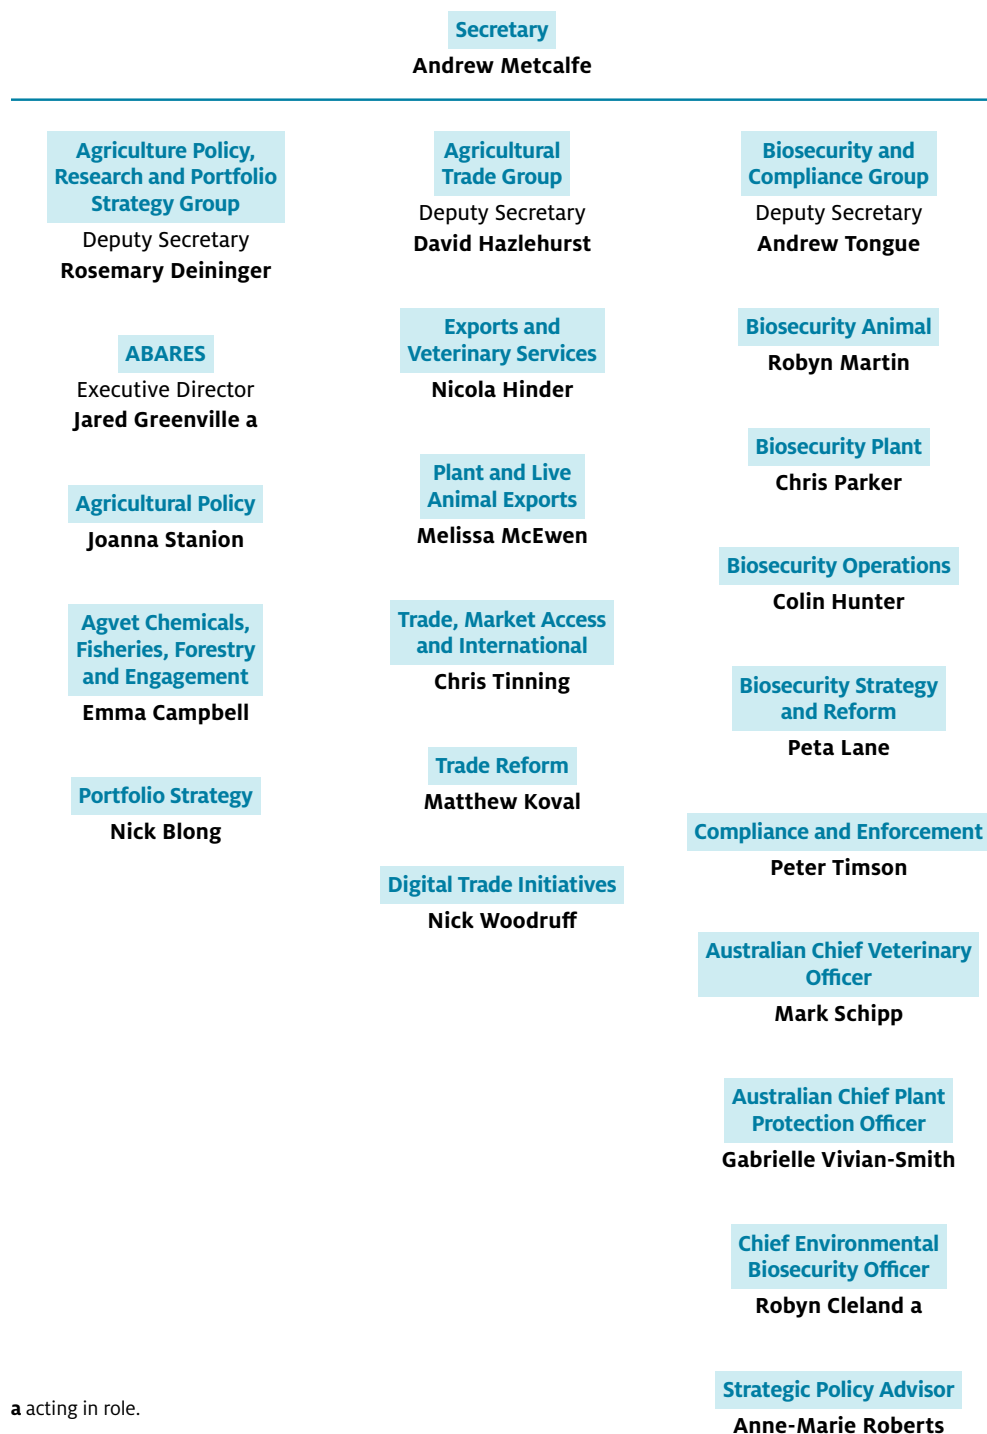 Secretary
Andrew Metcalfe
Agriculture Policy,
Research and Portfolio
Strategy Group
Deputy Secretary
Rosemary Deininger
ABARES
Executive Director
Jared Greenville a
Agricultural Policy
Joanna Stanion
Agvet Chemicals,
Fisheries, Forestry
and Engagement
Emma Campbell
Portfolio Strategy
Nick Blong
Agricultural
Trade Group
Deputy Secretary
David Hazlehurst
Exports and
Veterinary Services
Nicola Hinder
Plant and Live
Animal Exports
Melissa McEwen
Trade, Market Access
and International
Chris Tinning
Trade Reform
Matthew Koval
Digital Trade Initiatives
Nick Woodruff
Biosecurity and
Compliance Group
Deputy Secretary
Andrew Tongue
Biosecurity Animal
Robyn Martin
Biosecurity Plant
Chris Parker
Biosecurity Operations
Colin Hunter
Biosecurity Strategy
and Reform
Peta Lane
Compliance and Enforcement
Peter Timson
Australian Chief Veterinary
Officer
Mark Schipp
Australian Chief Plant
Protection Officer
Gabrielle Vivian-Smith
Chief Environmental
Biosecurity Officer
Robyn Cleland a
Strategic Policy Advisor
Anne-Marie Roberts
a acting in role.